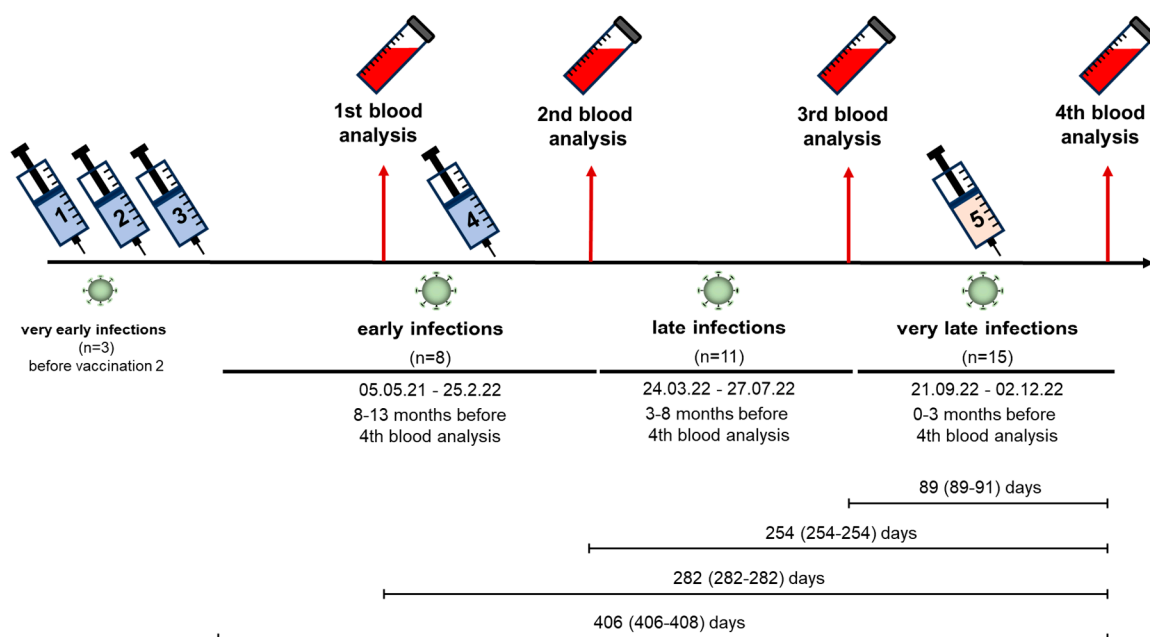 1st blood
analysis
2nd blood
analysis
3rd blood
analysis
4th blood
analysis
1
2
3
4
5
very early infections
(n=3)
before vaccination 2
early infections
(n=8)
05.05.21 - 25.2.22
8-13 months before
4th blood analysis
late infections
(n=11)
24.03.22 - 27.07.22
3-8 months before
4th blood analysis
very late infections
(n=15)
21.09.22 - 02.12.22
0-3 months before
4th blood analysis
89 (89-91) days
254 (254-254) days
282 (282-282) days
406 (406-408) days